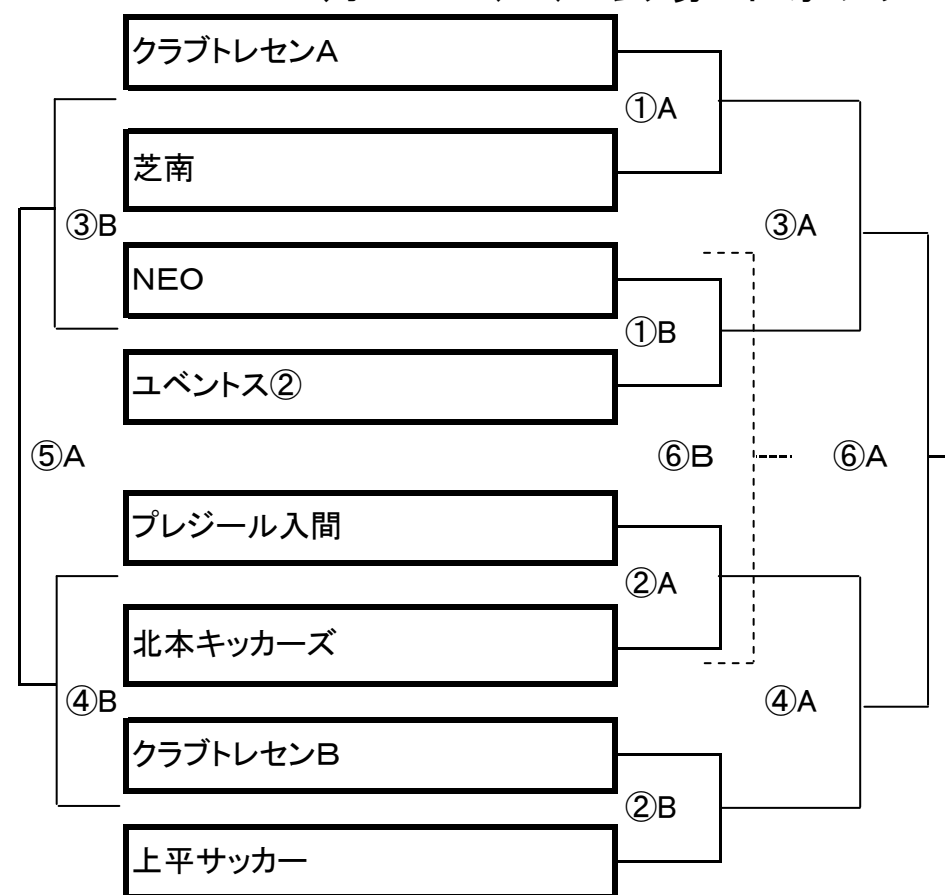 クラブトレセンA
①A
芝南
③B
③A
NEO
①B
ユベントス②
⑤A
⑥B
⑥A
プレジール入間
②A
北本キッカーズ
④B
④A
クラブトレセンB
②B
上平サッカー